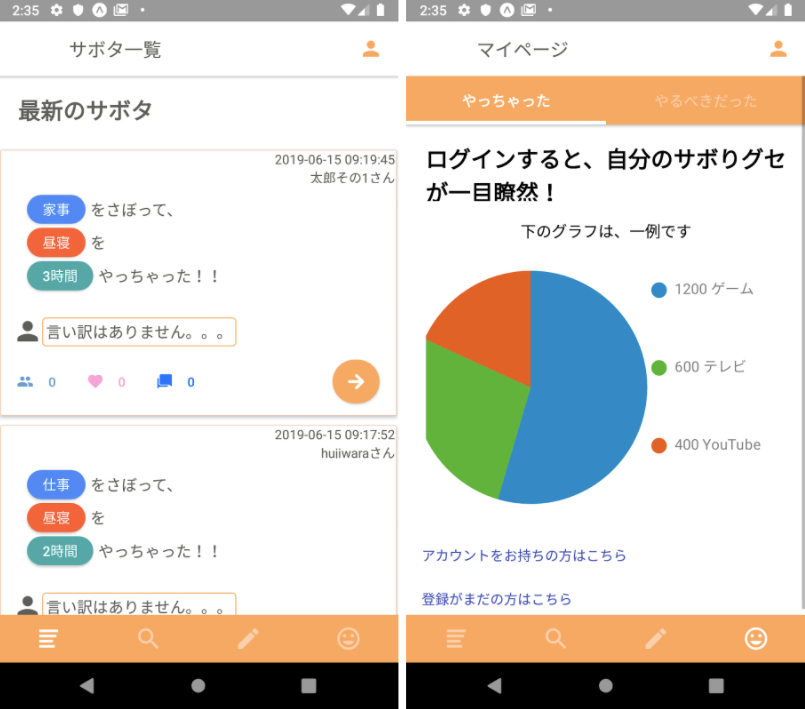 2:35
サボター覧
最新のサボタ
2019-06-15 09:19:45
太郎その1さん
家事 をさぼって、
昼寝 を
3時間 やっちゃった！！
言い訳はありません。。。
0 0 0
2019-06-15 09:17:52
huiiwaraさん
仕事 をさぼって、
昼寝 を
2時間 やっちゃった！！
言い訳はありません。。。
2:35
マイページ
やっちゃった やるべきだった
ログインすると、自分のサボりグセ
が一目瞭然！
下のグラフは、一例です
1200 ゲーム
600 テレビ
400 YouTube
アカウントをお持ちの方はこちら
登録がまだの方はこちら